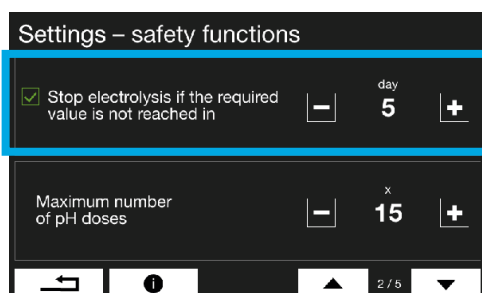 Settings – safety functions
day
Stop electrolysis if the required
value is not reached in
− 5 +
x
Maximum number
of pH doses
− 15 +
2/5